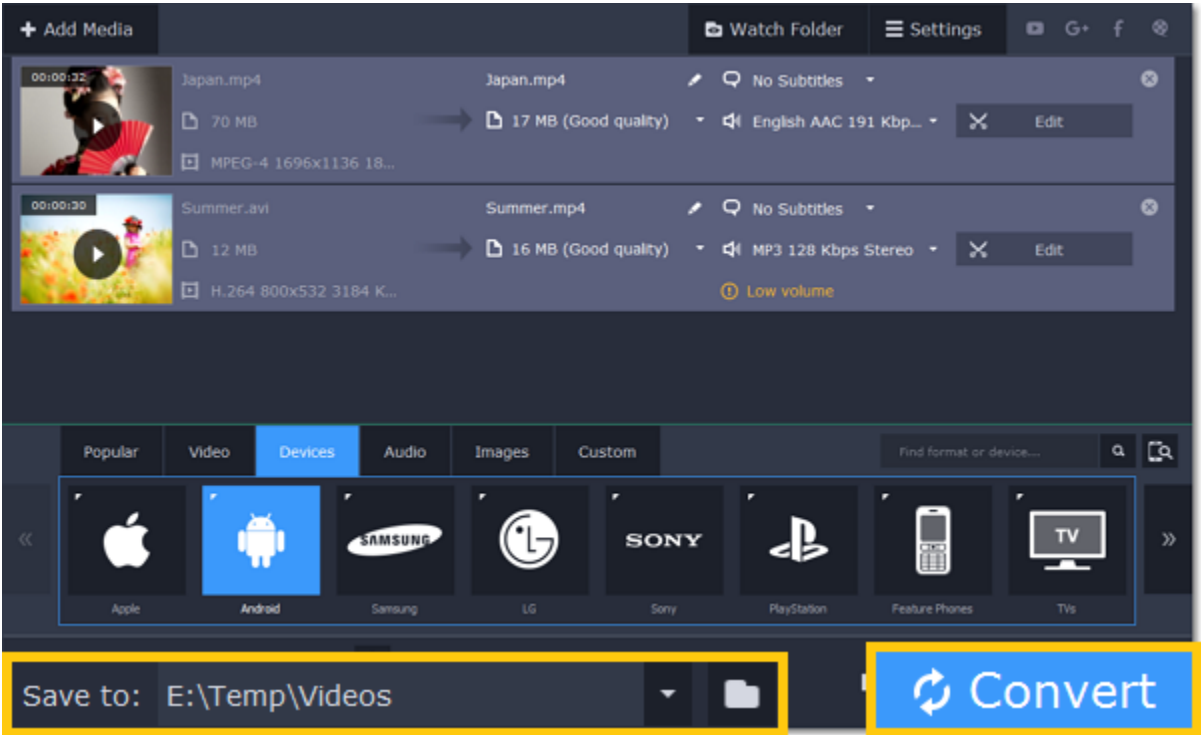 Add Media
Watch Folder
Settings
G+
f
00:00:32
Japan.mp4
Japan.mp4
No Subtitles
70 MB
17 MB (Good quality)
English AAC 191 Kbp...
Edit
MPEG-4 1696x1136 18...
00:00:30
Summer.avi
Summer.mp4
No Subtitles
12 MB
16 MB (Good quality)
MP3 128 Kbps Stereo
Edit
H.264 800x532 3184 K...
Low volume
Popular
Video
Devices
Audio
Images
Custom
Find format or device....
SAMSUNG
LG
SONY
TV
Apple
Android
Samsung
LG
Sony
PlayStation
Feature Phones
TVs
Save to:
E:\Temp\Videos
Convert